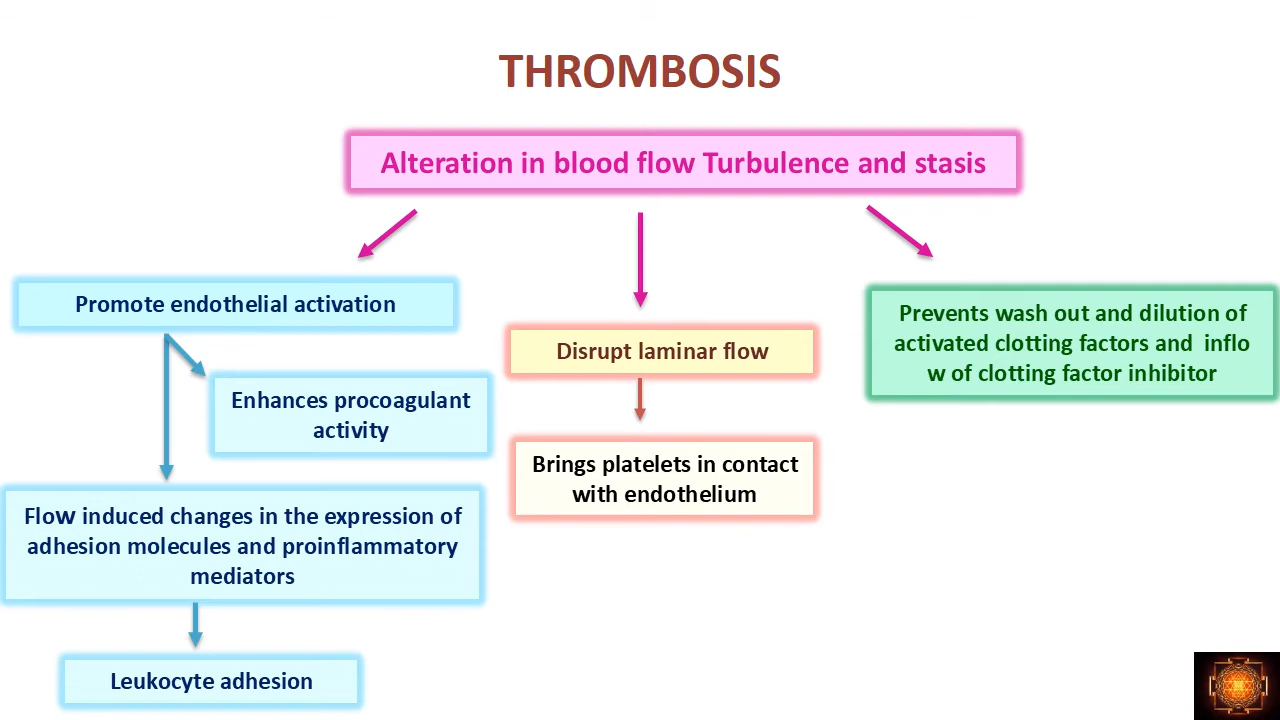 THROMBOSIS
Alteration in blood flow Turbulence and stasis
Promote endothelial activation
Enhances procoagulant
activity
Flow induced changes in the expression of
adhesion molecules and proinflammatory
mediators
Leukocyte adhesion
Disrupt laminar flow
Brings platelets in contact
with endothelium
Prevents wash out and dilution of
activated clotting factors and  inflo
w of clotting factor inhibitor